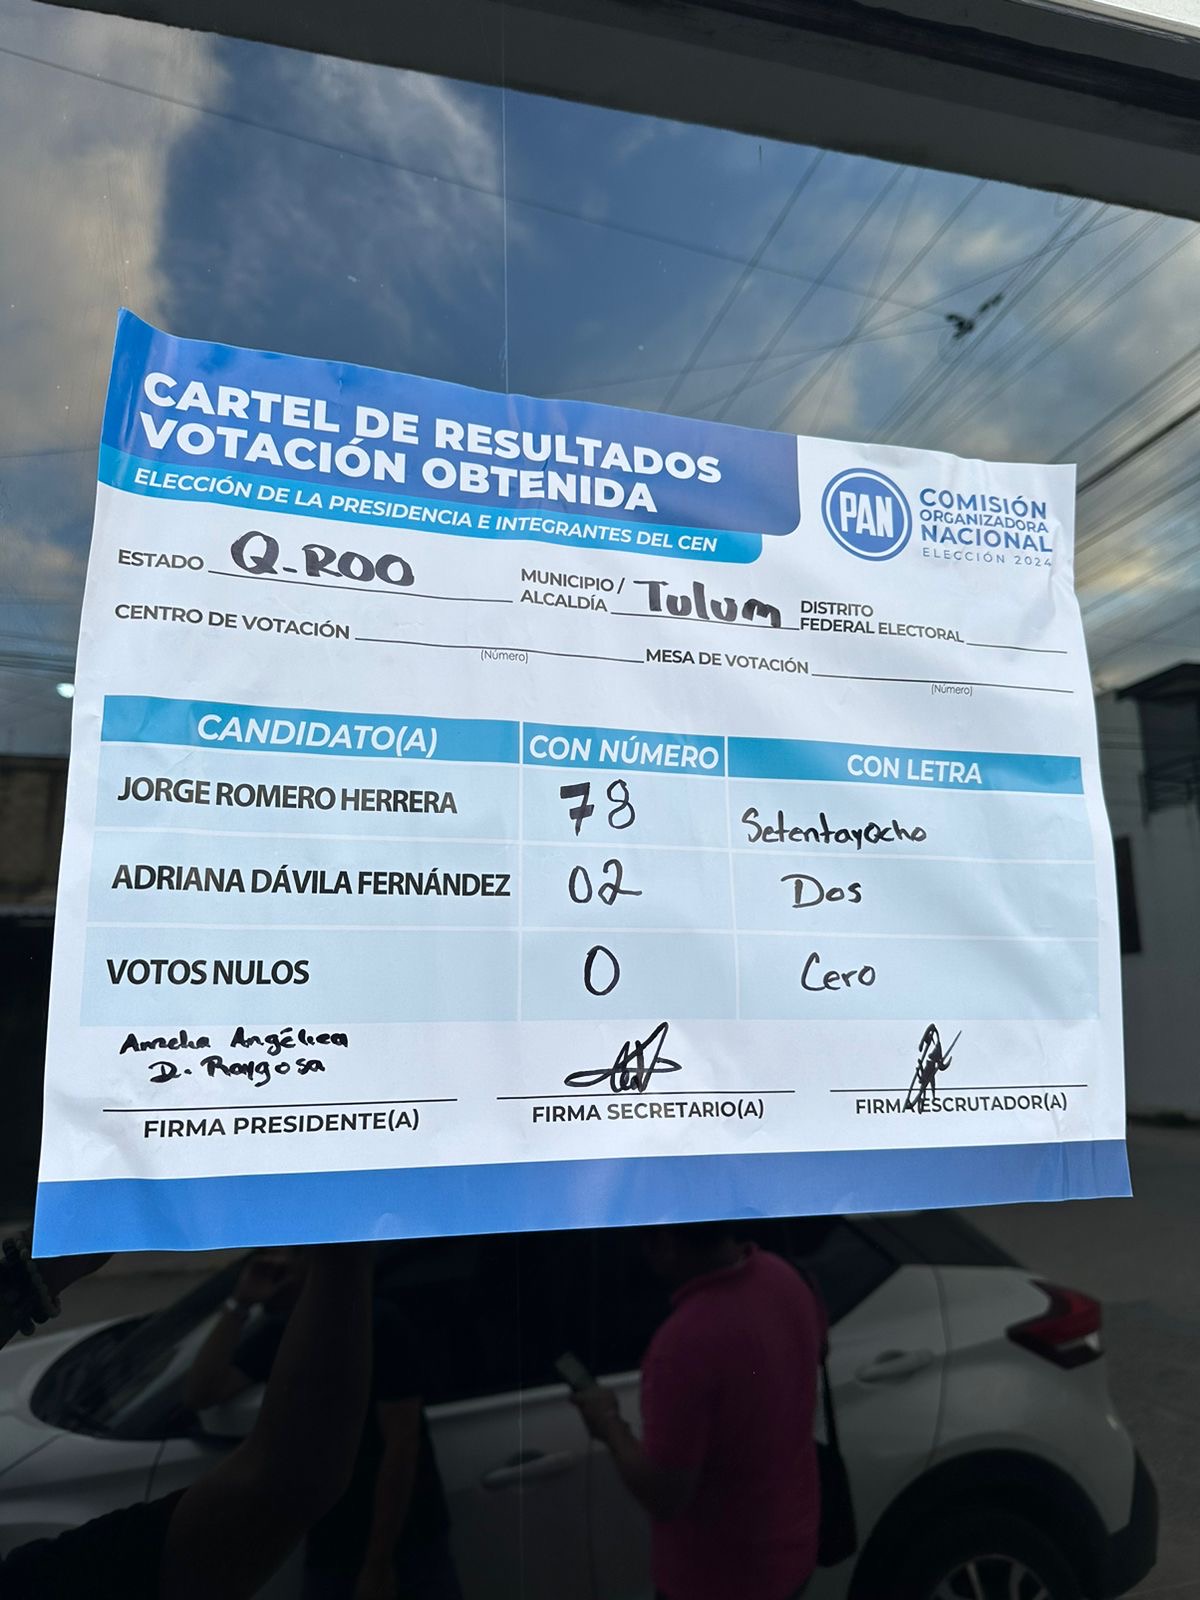 CARTEL DE RESULTADOS
VOTACIÓN OBTENIDA
ELECCIÓN DE LA PRESIDENCIA E INTEGRANTES DEL CEN
PAN
COMISIÓN
ORGANIZADORA
NACIONAL
ELECCIÓN 2024
ESTADO Q. ROO MUNICIPIO / ALCALDÍA Tulum DISTRITO FEDERAL ELECTORAL
CENTRO DE VOTACIÓN (Número) MESA DE VOTACIÓN (Número)
CANDIDATO(A) CON NÚMERO CON LETRA
JORGE ROMERO HERRERA 78 Setentayocho
ADRIANA DÁVILA FERNÁNDEZ 02 Dos
VOTOS NULOS 0 Cero
Angélica
D. Raygosa
FIRMA PRESIDENTE(A) FIRMA SECRETARIO(A) FIRMA ESCRUTADOR(A)